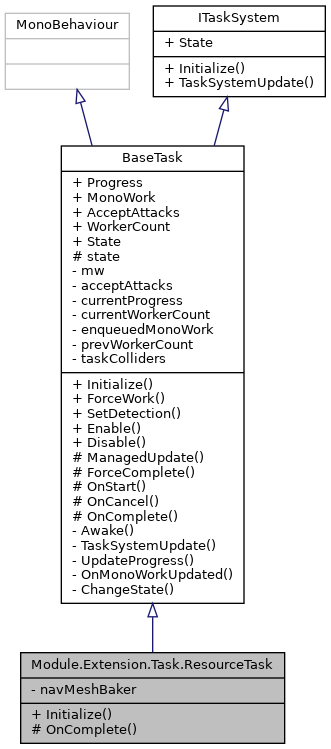 MonoBehaviour
ITaskSystem
+ State
+ Initialize()
+ TaskSystemUpdate()
BaseTask
+ Progress
+ MonoWork
+ AcceptAttacks
+ WorkerCount
+ State
# state
- mw
- acceptAttacks
- currentProgress
- currentWorkerCount
- enqueuedMonoWork
- prevWorkerCount
- taskColliders
+ Initialize()
+ ForceWork()
+ SetDetection()
+ Enable()
+ Disable()
# ManagedUpdate()
# ForceComplete()
# OnStart()
# OnCancel()
# OnComplete()
- Awake()
- TaskSystemUpdate()
- UpdateProgress()
- OnMonoWorkUpdated()
- ChangeState()
Module.Extension.Task.ResourceTask
- navMeshBaker
+ Initialize()
# OnComplete()